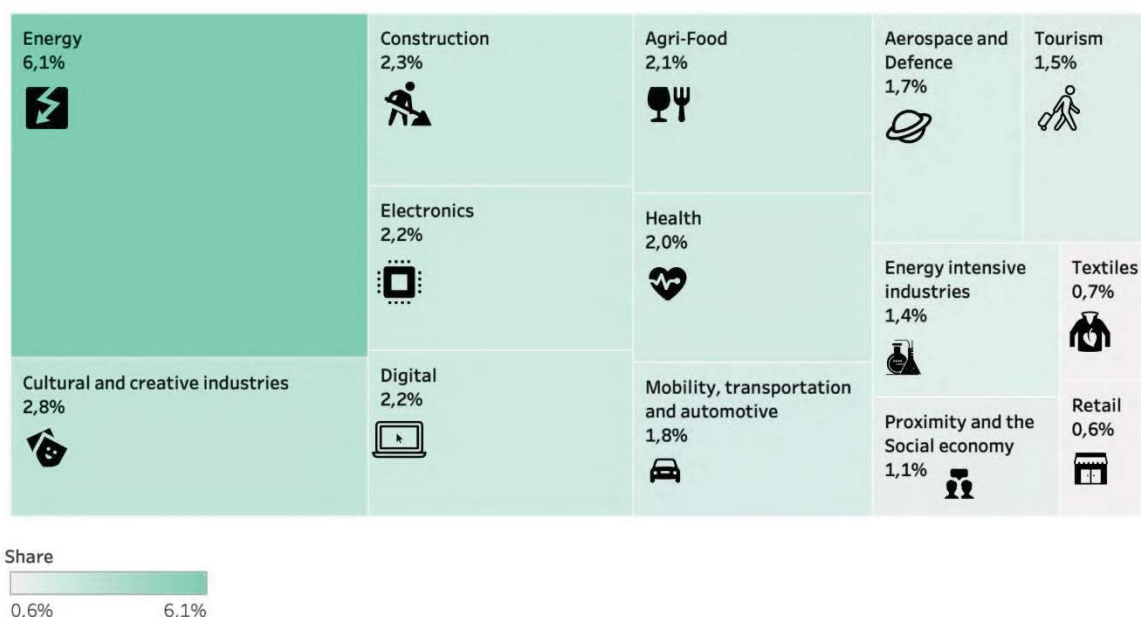 Energy
6,1%
Cultural and creative industries
2,8%
Construction
2,3%
Electronics
2,2%
Digital
2,2%
Agri-Food
2,1%
Health
2,0%
Mobility, transportation
and automotive
1,8%
Aerospace and
Defence
1,7%
Tourism
1,5%
Energy intensive
industries
1,4%
Proximity and the
Social economy
1,1%
Textiles
0,7%
Retail
0,6%
Share
0,6%
6,1%